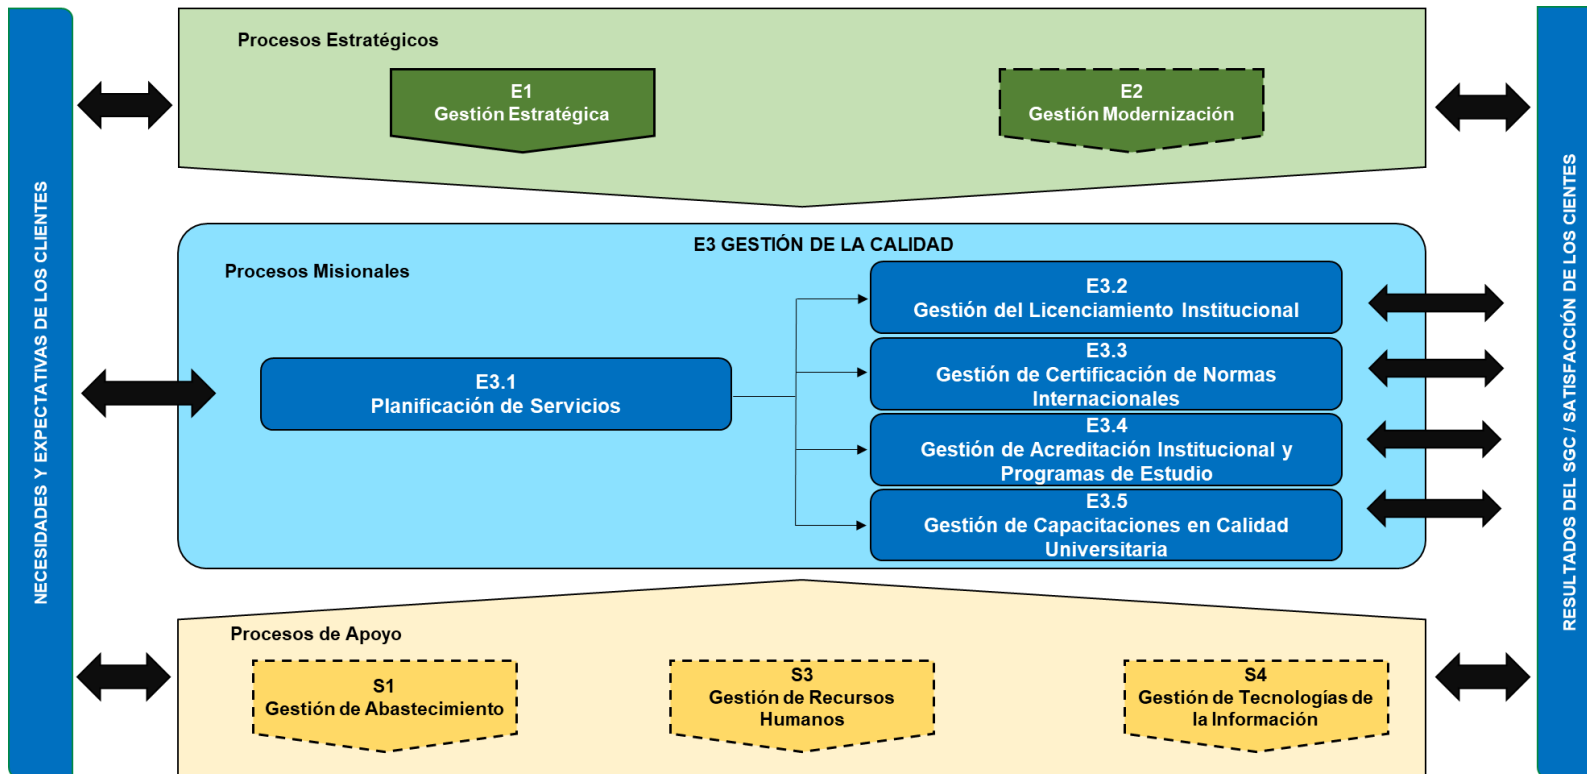 NECESIDADES Y EXPECTATIVAS DE LOS CLIENTES
Procesos Estratégicos
E1
Gestión Estratégica
E2
Gestión Modernización
E3 GESTIÓN DE LA CALIDAD
Procesos Misionales
E3.1
Planificación de Servicios
E3.2
Gestión del Licenciamiento Institucional
E3.3
Gestión de Certificación de Normas
Internacionales
E3.4
Gestión de Acreditación Institucional y
Programas de Estudio
E3.5
Gestión de Capacitaciones en Calidad
Universitaria
Procesos de Apoyo
S1
Gestión de Abastecimiento
S3
Gestión de Recursos
Humanos
S4
Gestión de Tecnologías de
la Información
RESULTADOS DEL SGC / SATISFACCIÓN DE LOS CIENTES